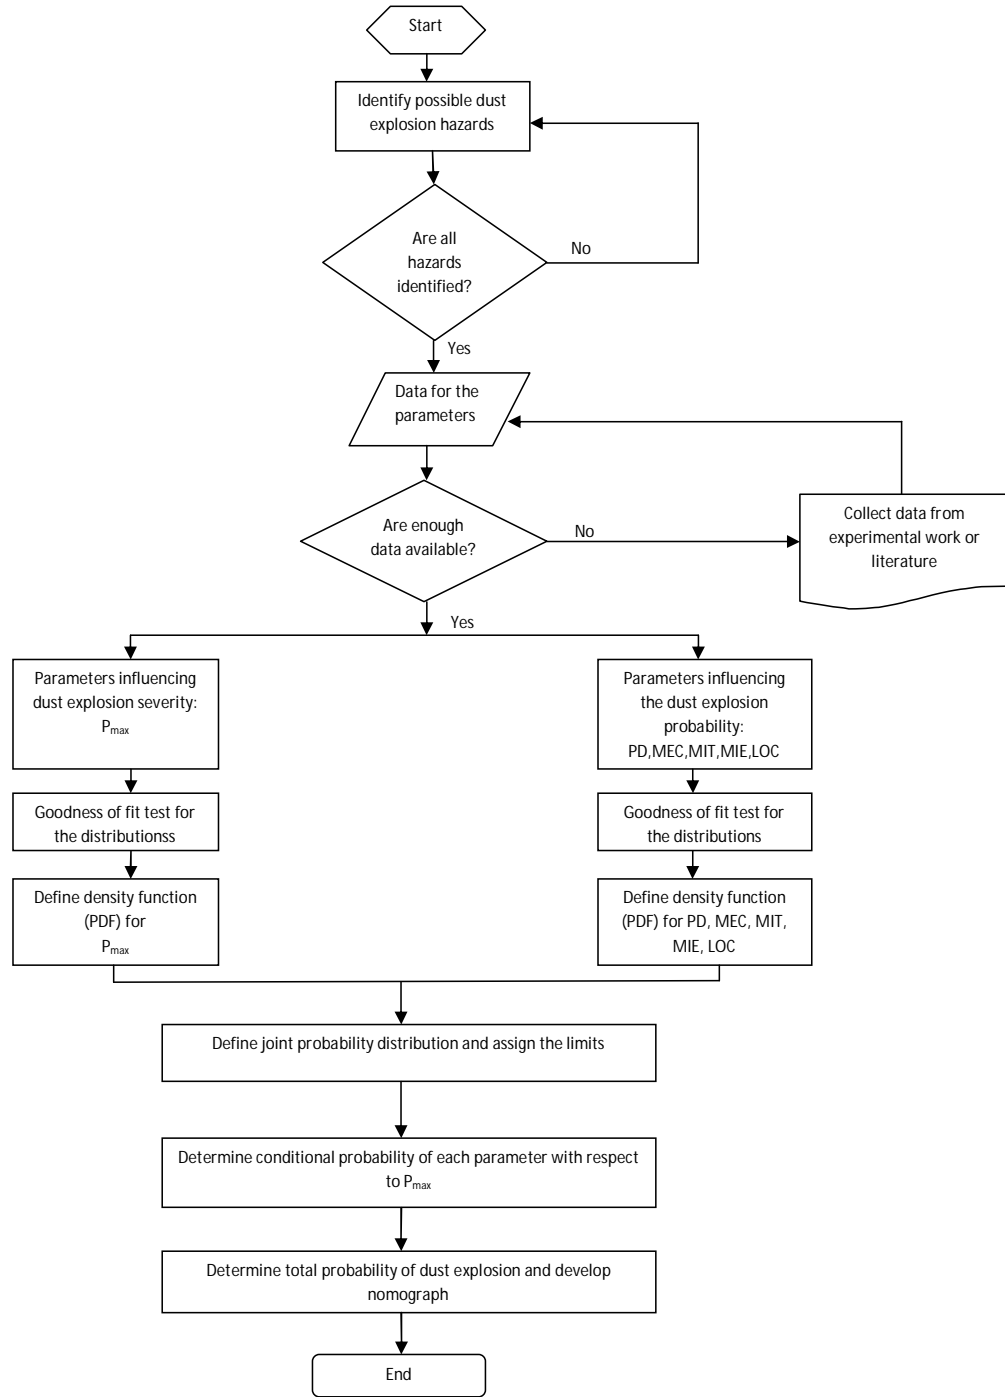 Start
Identify possible dust
explosion hazards
Are all
hazards
identified?
No
Yes
Data for the
parameters
Are enough
data available?
No
Collect data from
experimental work or
literature
Yes
Parameters influencing
dust explosion severity:
Pmax
Parameters influencing
the dust explosion
probability:
PD,MEC,MIT,MIE,LOC
Goodness of fit test for
the distributionss
Goodness of fit test for
the distributions
Define density function
(PDF) for
Pmax
Define density function
(PDF) for PD, MEC, MIT,
MIE, LOC
Define joint probability distribution and assign the limits
Determine conditional probability of each parameter with respect
to Pmax
Determine total probability of dust explosion and develop
nomograph
End